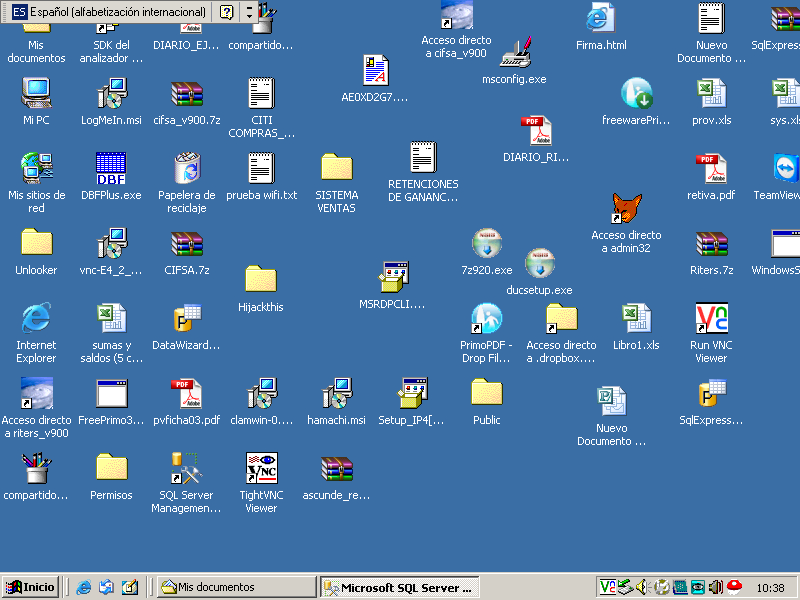 ES Español (alfabetización internacional)
Mis
documentos
SDK del
analizador ...
DIARIO_EJ...
compartido...
Acceso directo
a cifsa_v900
msconfig.exe
Firma.html
Nuevo
Documento ...
SqlExpres
AE0XD2G7....
Mi PC
LogMeIn.msi
cifsa_v900.7z
CITI
COMPRAS_...
DIARIO_RI...
freewarePri...
prov.xls
sys.xl
Mis sitios de
red
DBF
DBFPlus.exe
Papelera de
reciclaje
prueba wifi.txt
SISTEMA
VENTAS
RETENCIONES
DE GANANC...
Acceso directo
a admin32
retiva.pdf
TeamView
Unlooker
vnc-E4_2_...
CIFSA.7z
Hijackthis
MSRDPCLI....
7z920.exe
ducsetup.exe
Riters.7z
WindowsS
Internet
Explorer
sumas y
saldos (5 c...
DataWizard...
PrimoPDF -
Drop Fil...
Acceso directo
a .dropbox....
Libro1.xls
Run VNC
Viewer
Acceso directo
a riters_v900
FreePrimo3...
PDF
pvficha03.pdf
clamwin-0....
hamachi.msi
Setup_IP4[...
Public
Nuevo
Documento ...
SqlExpress...
compartido...
Permisos
SQL Server
Managemen...
VNC
TightVNC
Viewer
ascunde_re...
Inicio
Mis documentos
Microsoft SQL Server ...
10:38